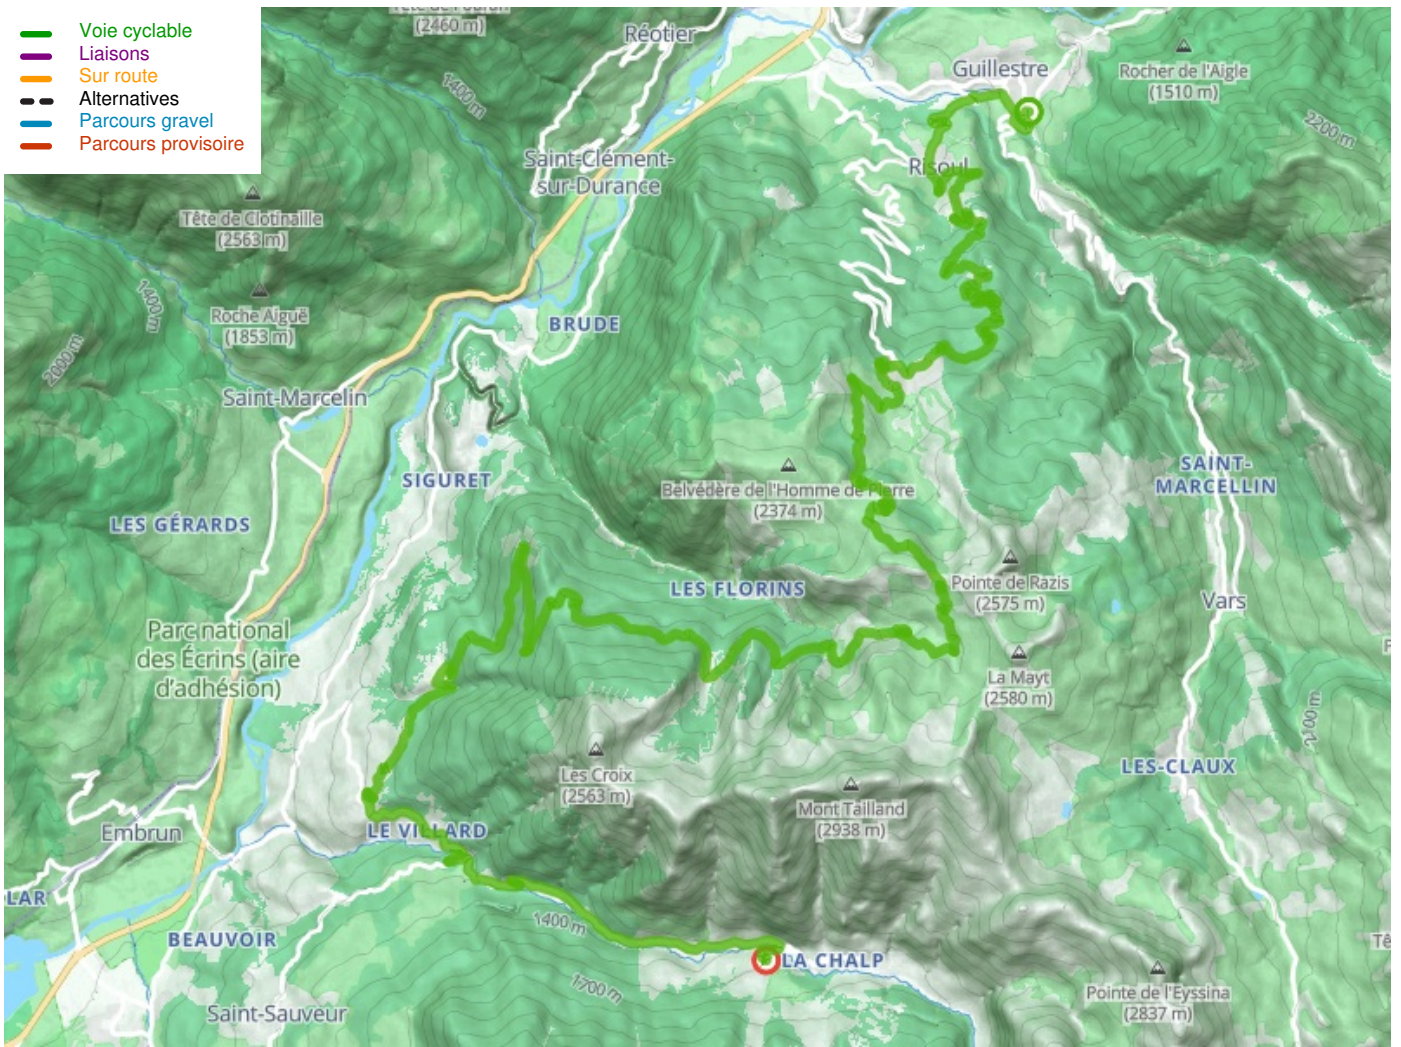 Voie cyclable
Liaisons
Sur route
Alternatives
Parcours gravel
Parcours provisoire
(2460 m)
Réotier
Guillestre
Rocher de l'Aigle
(1510 m)
1400 m
2200 m
Saint-Clément-
sur-Durance
Risoul
Tête de Clotinaille
(2563 m)
1400 m
Roche Aiguë
(1853 m)
BRUDE
2000 m
Saint-Marcelin
SIGURET
Belvédère de l'Homme de Pierre
(2374 m)
SAINT-
MARCELLIN
LES GÉRARDS
LES FLORINS
Pointe de Razis
(2575 m)
Vars
Parc national
des Écrins (aire
d'adhésion)
La Mayt
(2580 m)
2100 m
Les Croix
(2563 m)
LES-CLAUX
Mont Tailland
(2938 m)
Embrun
LE VILLARD
LAR
1400 m
BEAUVOIR
Tê
LA CHALP
1700 m
Pointe de l'Eyssina
(2837 m)
Saint-Sauveur